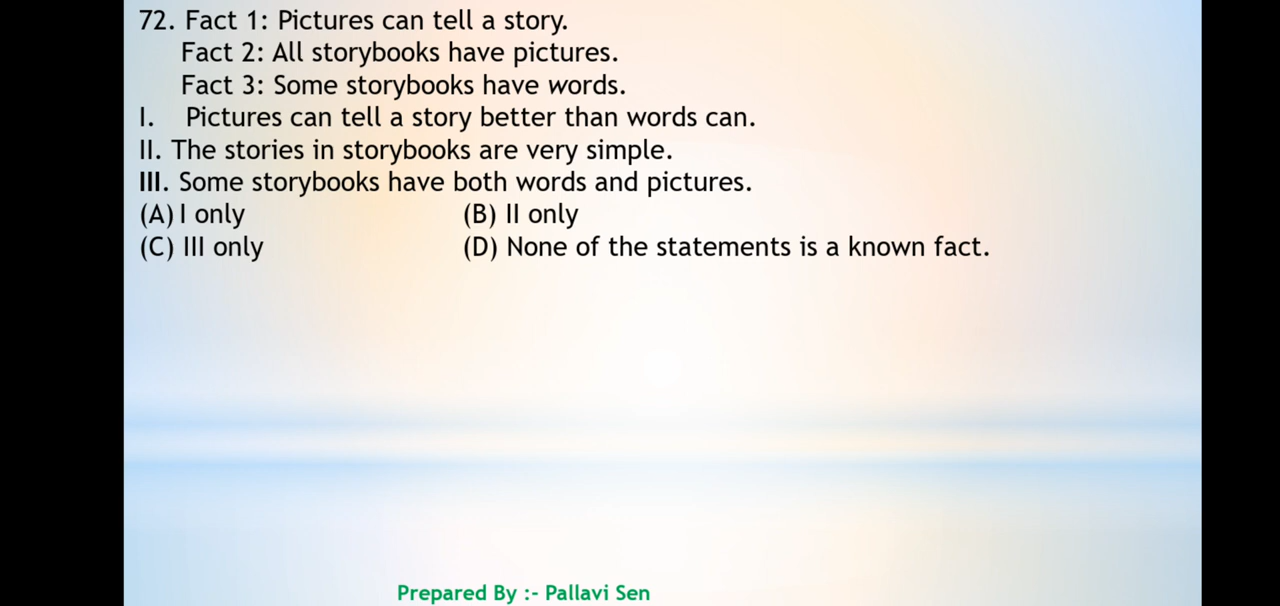 72. Fact 1: Pictures can tell a story.
Fact 2: All storybooks have pictures.
Fact 3: Some storybooks have words.
I. Pictures can tell a story better than words can.
II. The stories in storybooks are very simple.
III. Some storybooks have both words and pictures.
(A) I only (B) II only
(C) III only (D) None of the statements is a known fact.
Prepared By :- Pallavi Sen